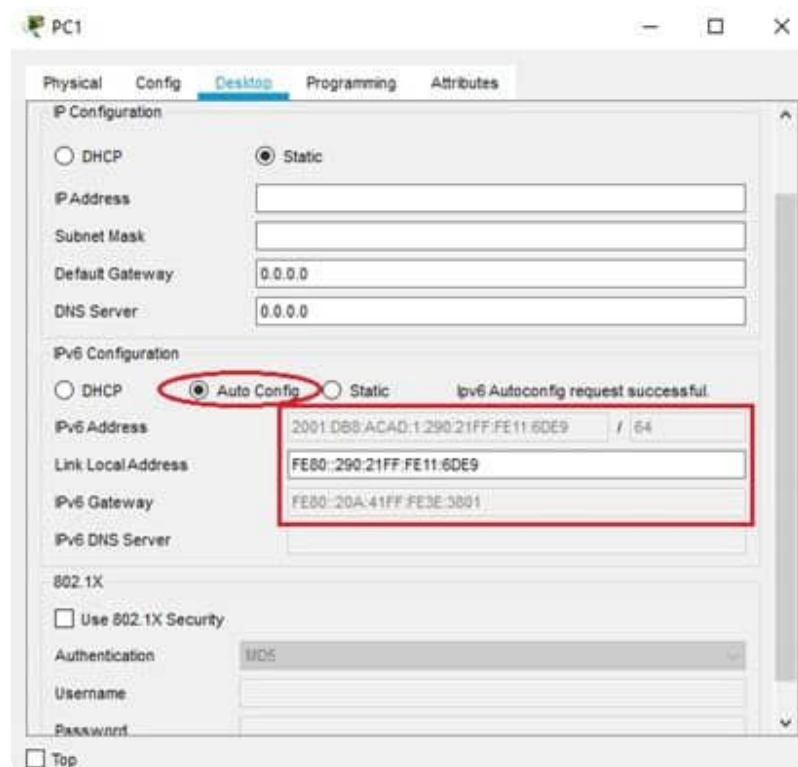 PC1
Physical Config Desktop Programming Attributes
IP Configuration
DHCP Static
IP Address
Subnet Mask
Default Gateway 0.0.0.0
DNS Server 0.0.0.0
IPv6 Configuration
DHCP Auto Config Static Ipv6 Autoconfig request successful.
IPv6 Address 2001:DB8:ACAD:1:290:21FF:FE11:6DE9 / 64
Link Local Address FE80::290:21FF:FE11:6DE9
IPv6 Gateway FE80::20A:41FF:FE3E:3801
IPv6 DNS Server
802.1X
Use 802.1X Security
Authentication MD5
Username
Password
Top